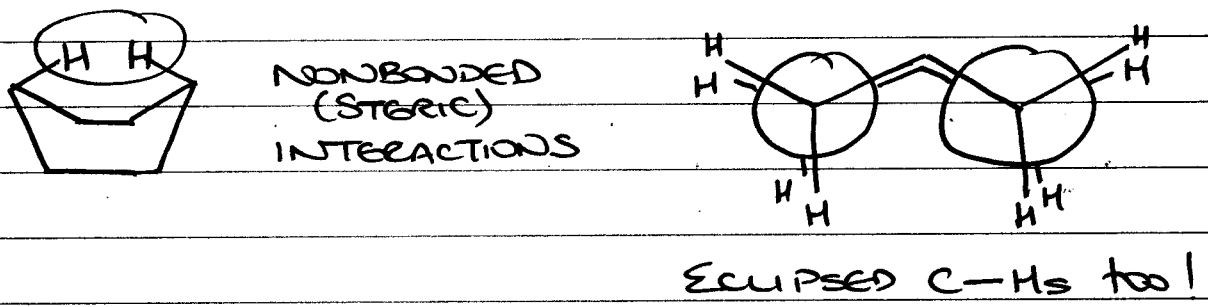 H H
NONBONDED
(STERIC)
INTERACTIONS
H H
H H
H H
H H
ECLIPSED C-Hs too!